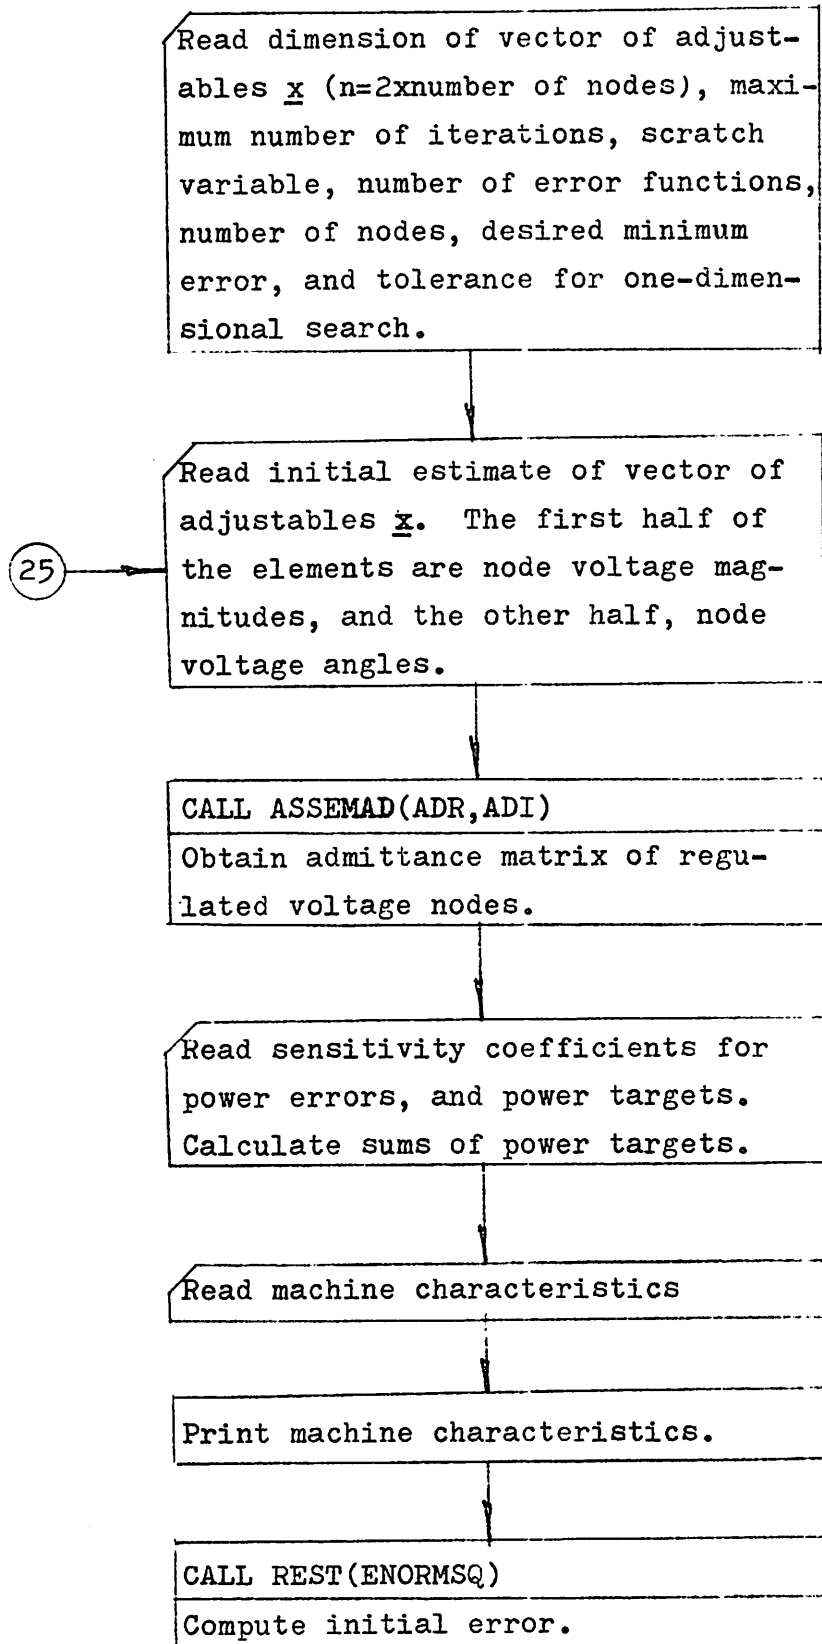 Read dimension of vector of adjust-
ables x (n=2xnumber of nodes), maxi-
mum number of iterations, scratch
variable, number of error functions,
number of nodes, desired minimum
error, and tolerance for one-dimen-
sional search.
Read initial estimate of vector of
adjustables x. The first half of
the elements are node voltage mag-
nitudes, and the other half, node
voltage angles.
25
CALL ASSEMAD(ADR,ADI)
Obtain admittance matrix of regu-
lated voltage nodes.
Read sensitivity coefficients for
power errors, and power targets.
Calculate sums of power targets.
Read machine characteristics
Print machine characteristics.
CALL REST(ENORMSQ)
Compute initial error.